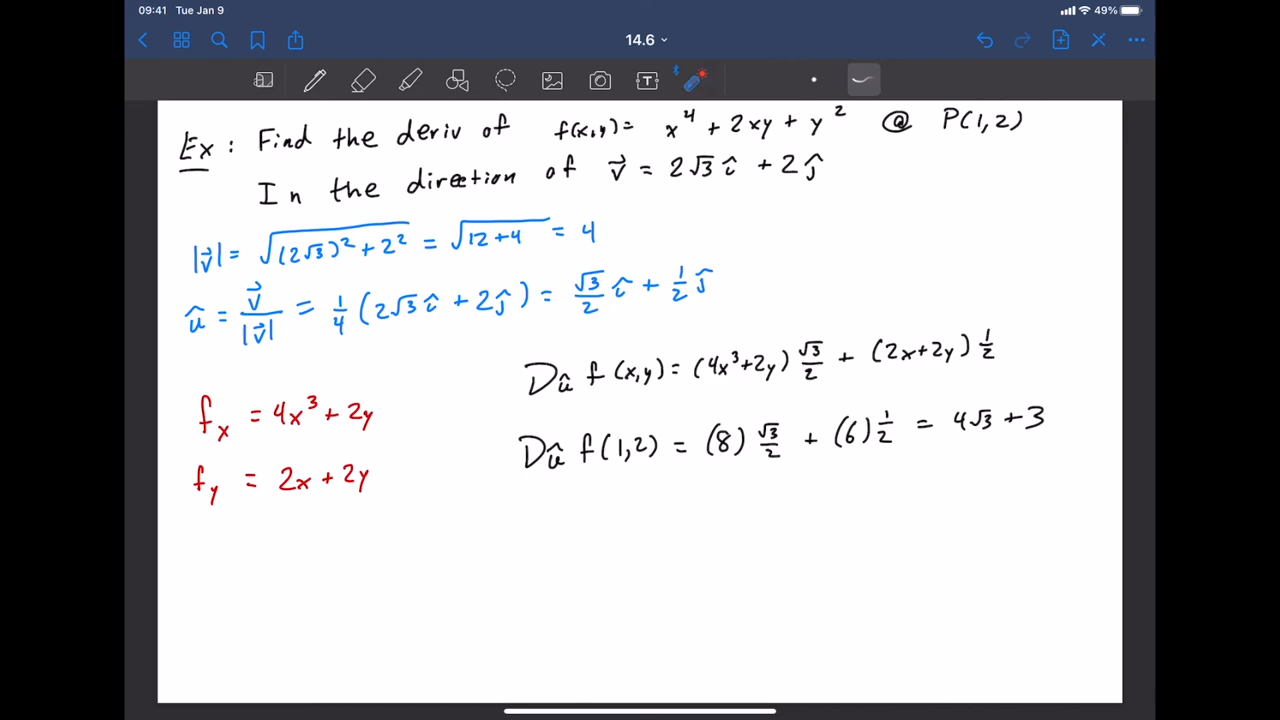 09:41 Tue Jan 9 49%
14.6
T
Ex: Find the deriv of f(x,y) = x⁴ + 2xy + y² @ P(1,2)
In the direction of v⃗ = 2√3 î + 2 ĵ
|v⃗| = √((2√3)² + 2²) = √(12+4) = 4
û = v⃗/|v⃗| = 1/4 (2√3 î + 2 ĵ) = √3/2 î + 1/2 ĵ
Dû f(x,y) = (4x³+2y) √3/2 + (2x+2y) 1/2
fₓ = 4x³ + 2y
Dû f(1,2) = (8) √3/2 + (6) 1/2 = 4√3 + 3
f_y = 2x + 2y